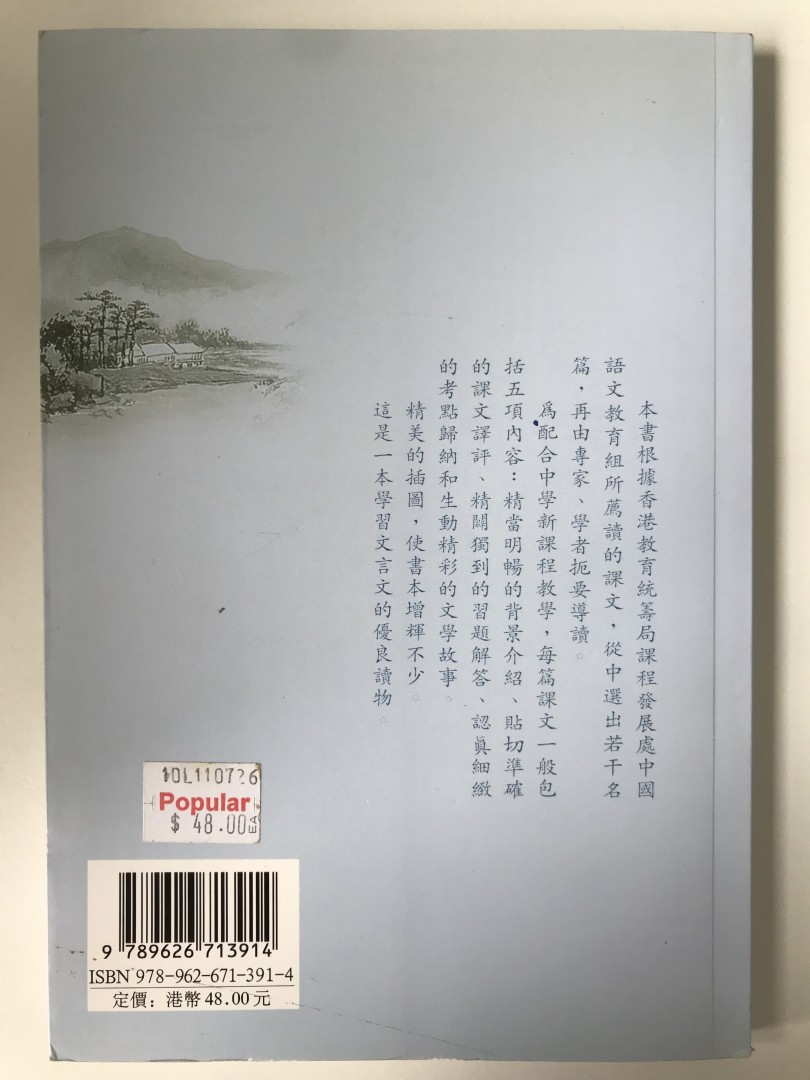 本書根據香港教育統籌局課程發展處中國
語文教育組所薦讀的課文，從中選出若干名
篇，再由專家、學者扼要導讀。
爲配合中學新課程教學，每篇課文一般包
括五項內容：精當明暢的背景介紹、貼切準確
的課文譯評、精闢獨到的習題解答、認眞細緻
的考點歸納和生動精彩的文學故事。
精美的插圖，使書本增輝不少。
這是一本學習文言文的優良讀物。
10L110726
Popular
$ 48.00EA
9 789626 713914
ISBN 978-962-671-391-4
定價：港幣48.00元